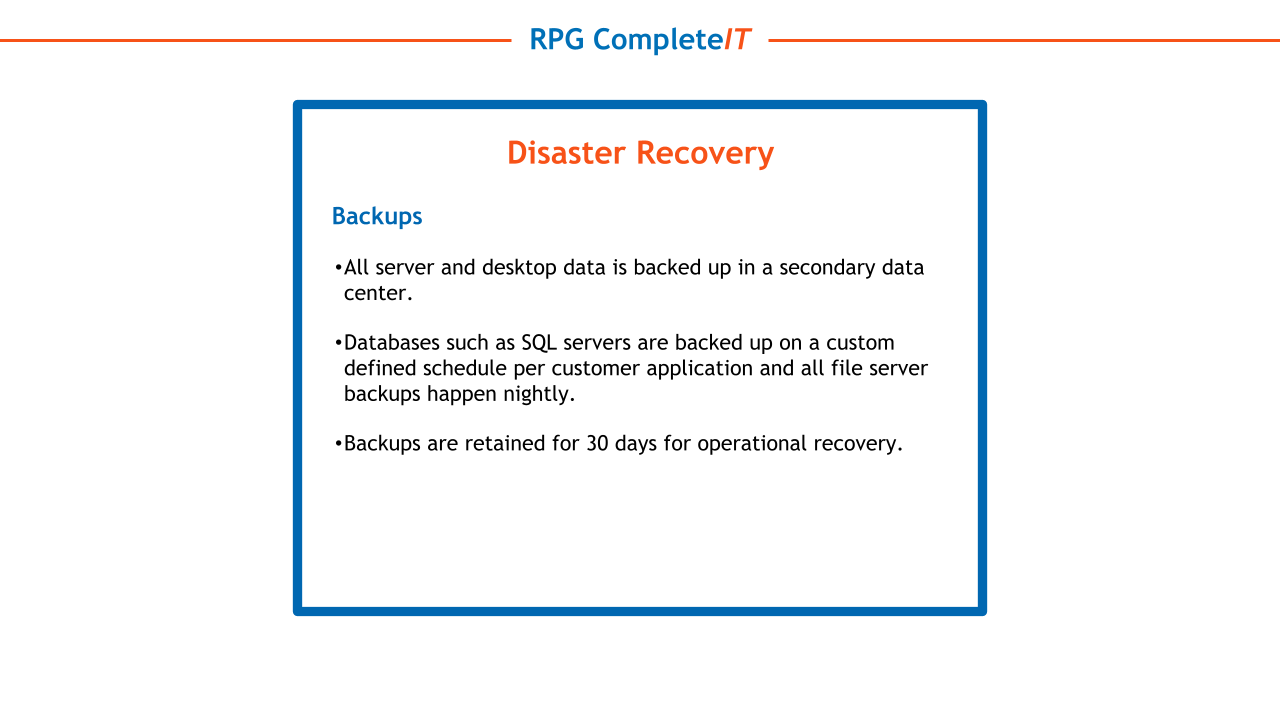 RPG CompleteIT
Disaster Recovery
Backups
•All server and desktop data is backed up in a secondary data
center.
•Databases such as SQL servers are backed up on a custom
defined schedule per customer application and all file server
backups happen nightly.
•Backups are retained for 30 days for operational recovery.